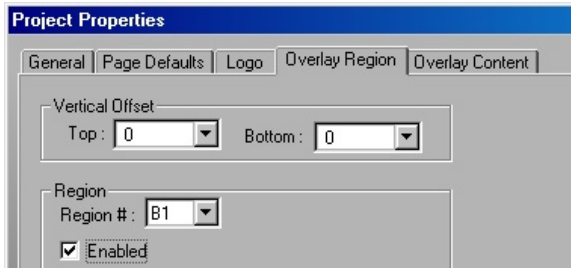 Project Properties
General Page Defaults Logo Overlay Region Overlay Content
Vertical Offset
Top : 0 Bottom : 0
Region
Region # : B1
Enabled